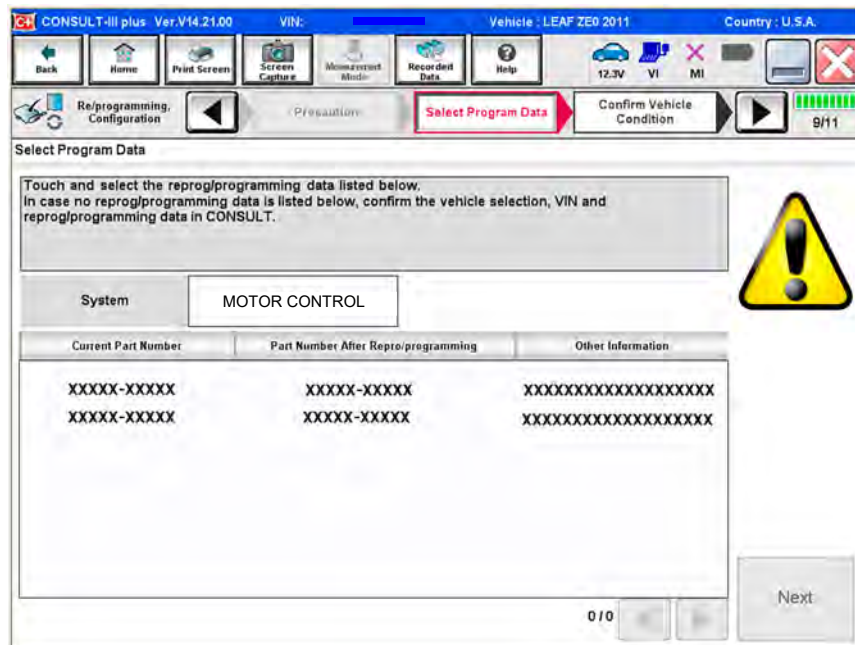 CONSULT-III plus Ver.V14.21.00 VIN: Vehicle : LEAF ZE0 2011 Country : U.S.A.
Back Home Print Screen Screen Capture Measurement Mode Recorded Data Help 12.3V VI MI
Re/programming, Configuration Precaution Select Program Data Confirm Vehicle Condition 9/11
Select Program Data
Touch and select the reprog/programming data listed below.
In case no reprog/programming data is listed below, confirm the vehicle selection, VIN and
reprog/programming data in CONSULT.
System MOTOR CONTROL
Current Part Number Part Number After Repro/programming Other Information
XXXXX-XXXXX XXXXX-XXXXX XXXXXXXXXXXXXXXXXXX
XXXXX-XXXXX XXXXX-XXXXX XXXXXXXXXXXXXXXXXXX
Next
0/0